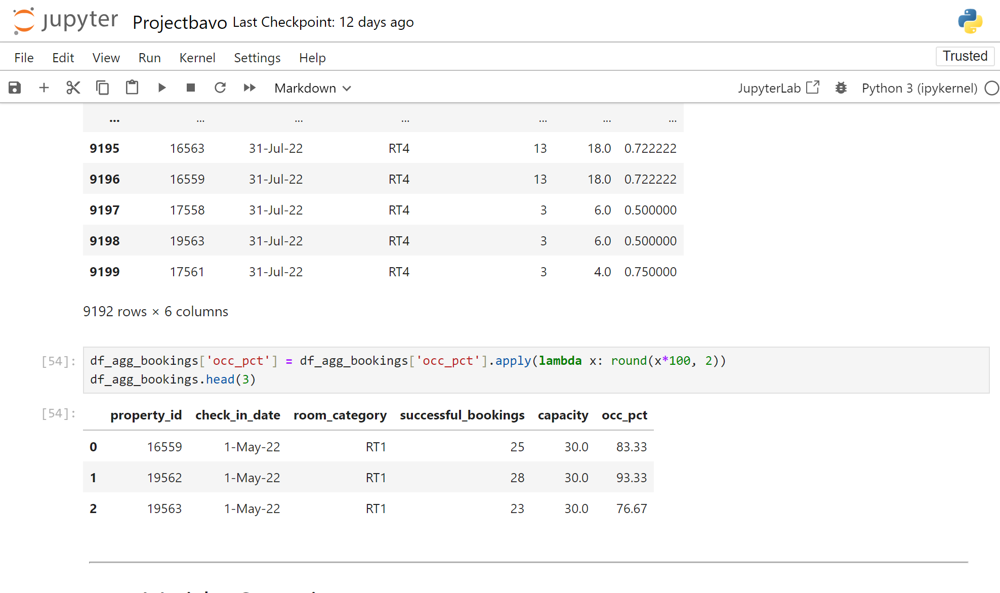 jupyter Projectbavo Last Checkpoint: 12 days ago
File Edit View Run Kernel Settings Help Trusted
Markdown JupyterLab Python 3 (ipykernel)
... ... ... ... ... ... ...
9195 16563 31-Jul-22 RT4 13 18.0 0.722222
9196 16559 31-Jul-22 RT4 13 18.0 0.722222
9197 17558 31-Jul-22 RT4 3 6.0 0.500000
9198 19563 31-Jul-22 RT4 3 6.0 0.500000
9199 17561 31-Jul-22 RT4 3 4.0 0.750000
9192 rows × 6 columns
[54]: df_agg_bookings['occ_pct'] = df_agg_bookings['occ_pct'].apply(lambda x: round(x*100, 2))
df_agg_bookings.head(3)
[54]: property_id check_in_date room_category successful_bookings capacity occ_pct
0 16559 1-May-22 RT1 25 30.0 83.33
1 19562 1-May-22 RT1 28 30.0 93.33
2 19563 1-May-22 RT1 23 30.0 76.67